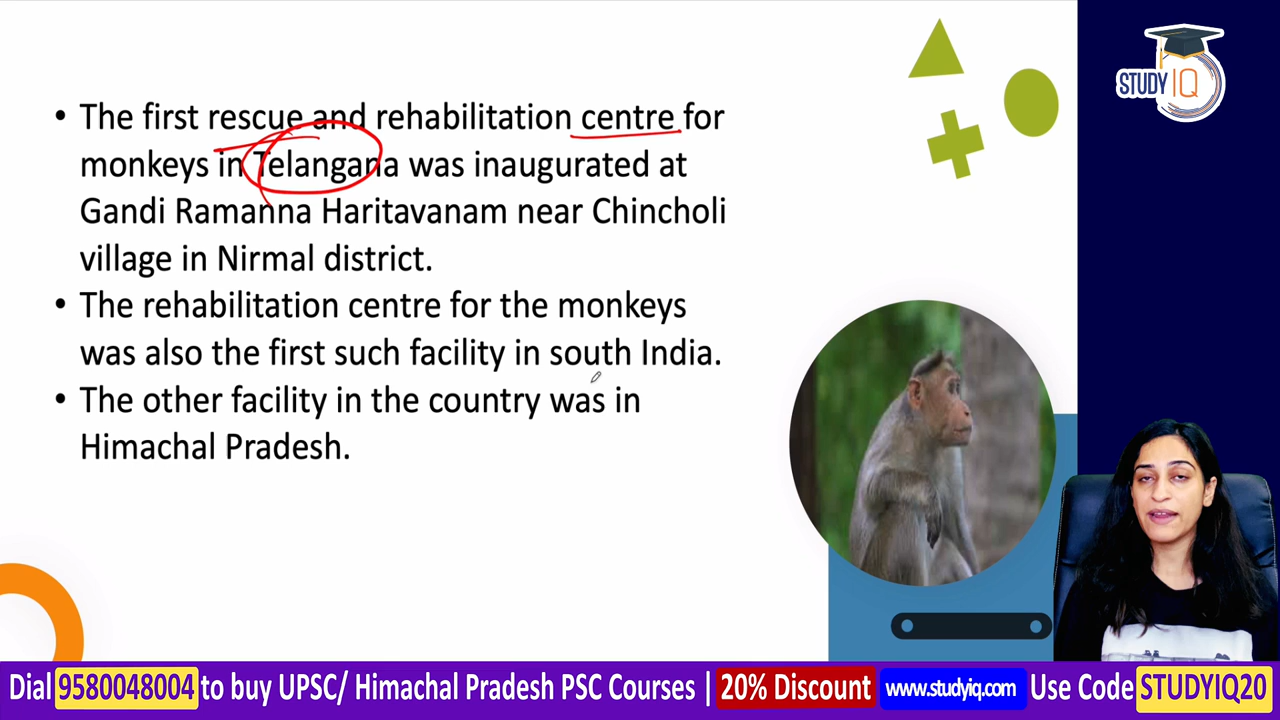 • The first rescue and rehabilitation centre for
monkeys in Telangana was inaugurated at
Gandi Ramanna Haritavanam near Chincholi
village in Nirmal district.
• The rehabilitation centre for the monkeys
was also the first such facility in south India.
• The other facility in the country was in
Himachal Pradesh.
STUDY IQ
Dial 9580048004 to buy UPSC/ Himachal Pradesh PSC Courses | 20% Discount www.studyiq.com Use Code STUDYIQ20